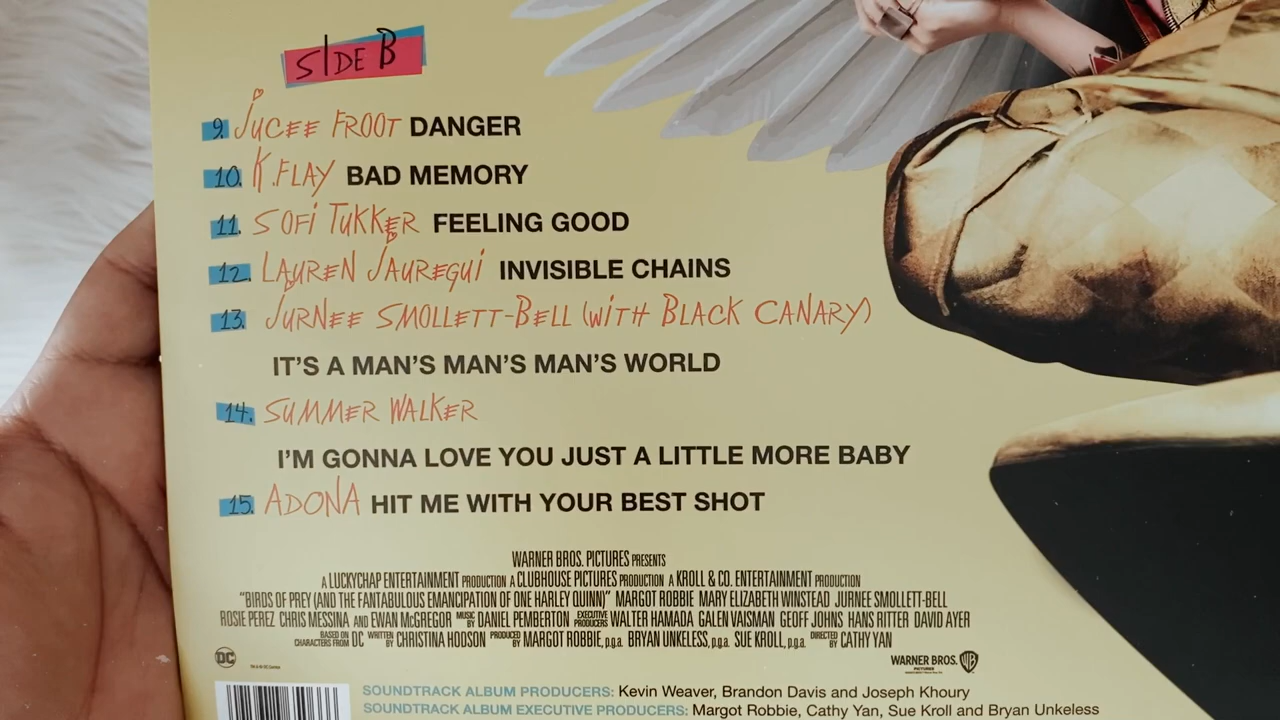 SIDE B
9. JUCEE FROOT DANGER
10. K.FLAY BAD MEMORY
11. SOFI TUKKER FEELING GOOD
12. LAUREN JAUREGUI INVISIBLE CHAINS
13. JURNEE SMOLLETT-BELL (WITH BLACK CANARY)
IT'S A MAN'S MAN'S MAN'S WORLD
14. SUMMER WALKER
I'M GONNA LOVE YOU JUST A LITTLE MORE BABY
15. ADONA HIT ME WITH YOUR BEST SHOT
WARNER BROS. PICTURES PRESENTS
A LUCKYCHAP ENTERTAINMENT PRODUCTION A CLUBHOUSE PICTURES PRODUCTION A KROLL & CO. ENTERTAINMENT PRODUCTION
"BIRDS OF PREY (AND THE FANTABULOUS EMANCIPATION OF ONE HARLEY QUINN)" MARGOT ROBBIE MARY ELIZABETH WINSTEAD JURNEE SMOLLETT-BELL
ROSIE PEREZ CHRIS MESSINA AND EWAN McGREGOR MUSIC BY DANIEL PEMBERTON EXECUTIVE PRODUCERS WALTER HAMADA GALEN VAISMAN GEOFF JOHNS HANS RITTER DAVID AYER
BASED ON CHARACTERS FROM DC WRITTEN BY CHRISTINA HODSON PRODUCED BY MARGOT ROBBIE, p.g.a. BRYAN UNKELESS, p.g.a. SUE KROLL, p.g.a. DIRECTED BY CATHY YAN
DC
WARNER BROS. WB
PICTURES
SOUNDTRACK ALBUM PRODUCERS: Kevin Weaver, Brandon Davis and Joseph Khoury
SOUNDTRACK ALBUM EXECUTIVE PRODUCERS: Margot Robbie, Cathy Yan, Sue Kroll and Bryan Unkeless